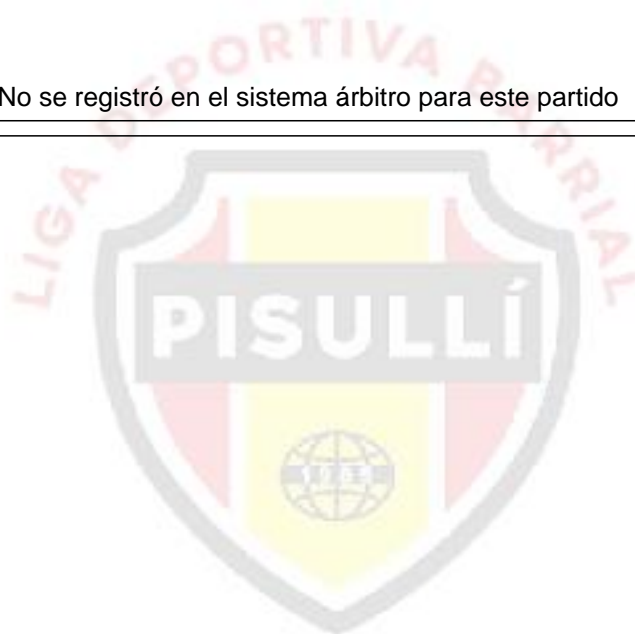 LIGA DEPORTIVA BARRIAL
No se registró en el sistema árbitro para este partido
PISULLÍ